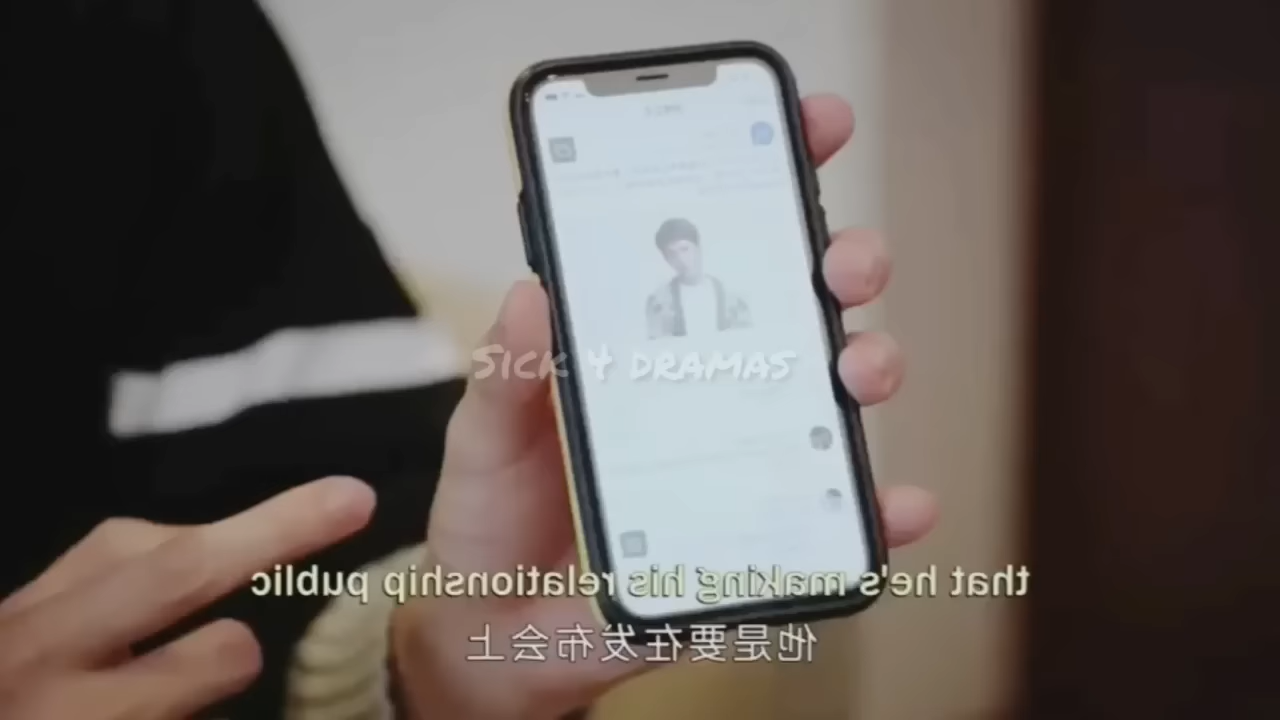 SICK 4 DRAMAS
that he's making his relationship public
他是要在发布会上